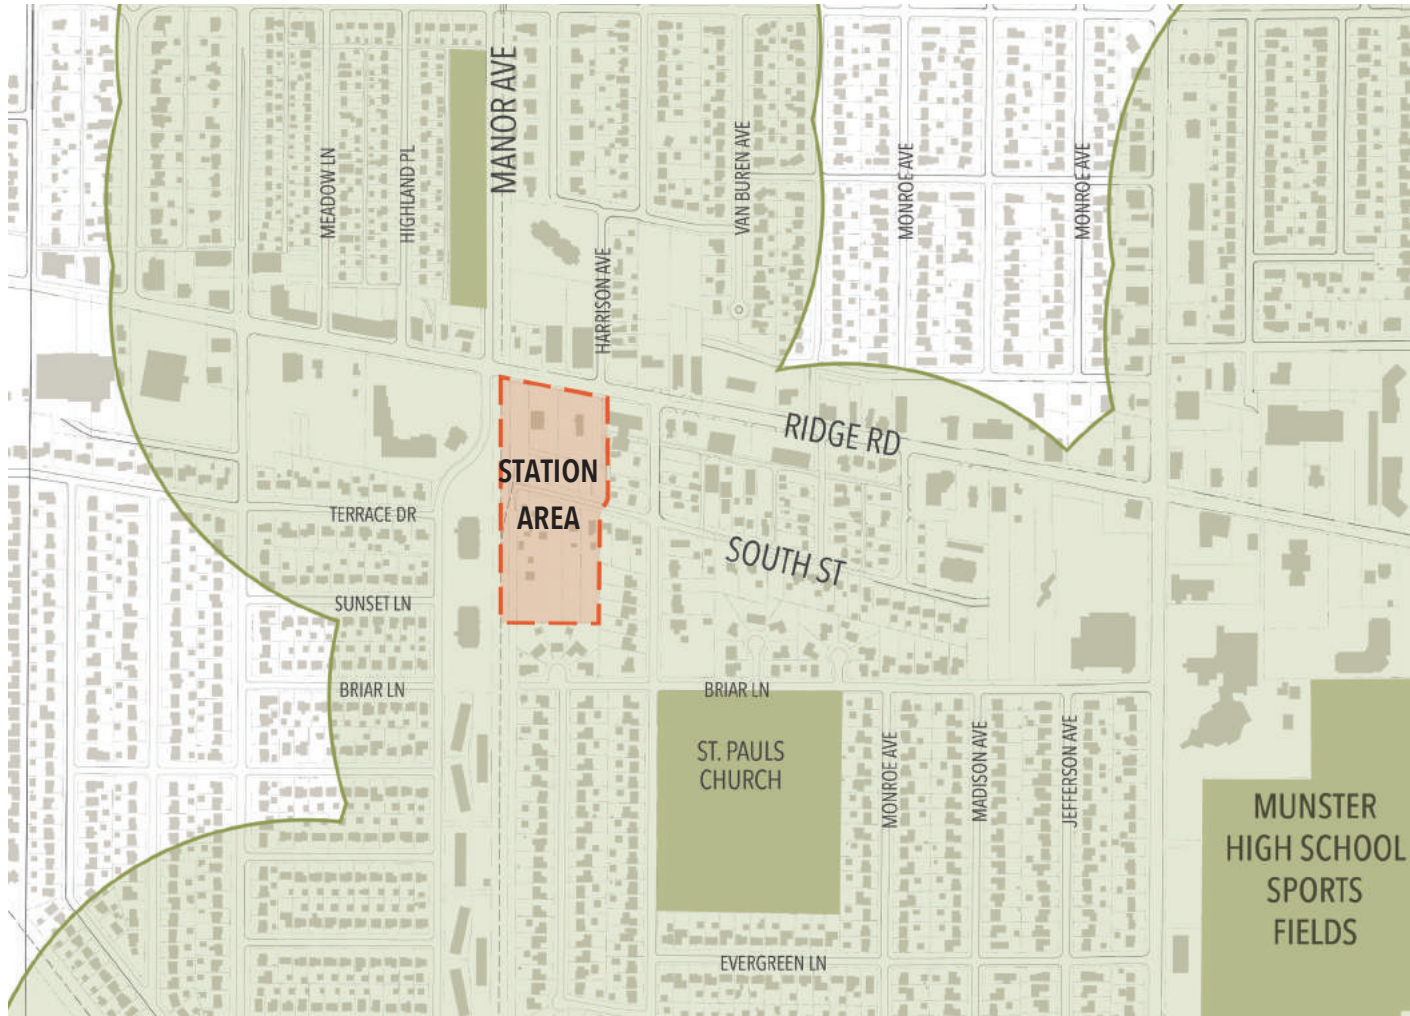 MANOR AVE
MEADOW LN
HIGHLAND PL
VAN BUREN AVE
MONROE AVE
MONROE AVE
HARRISON AVE
RIDGE RD
STATION
AREA
TERRACE DR
SOUTH ST
SUNSET LN
BRIAR LN
BRIAR LN
ST. PAULS
CHURCH
MONROE AVE
MADISON AVE
JEFFERSON AVE
MUNSTER
HIGH SCHOOL
SPORTS
FIELDS
EVERGREEN LN